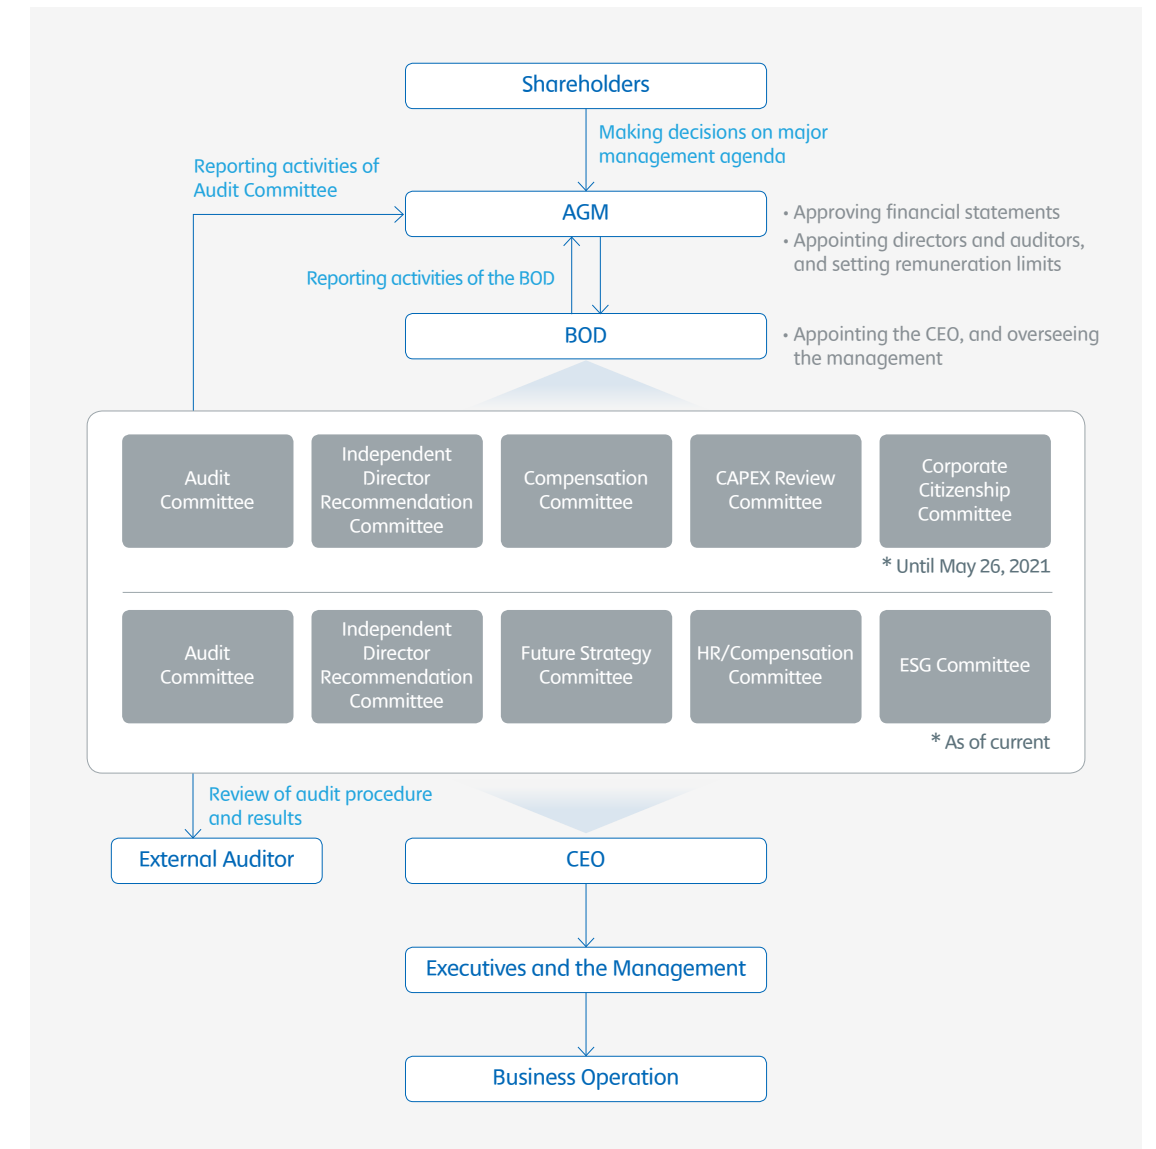 Shareholders
Making decisions on major
management agenda
Reporting activities of
Audit Committee
AGM
• Approving financial statements
• Appointing directors and auditors,
and setting remuneration limits
Reporting activities of the BOD
BOD
• Appointing the CEO, and overseeing
the management
Audit
Committee
Independent
Director
Recommendation
Committee
Compensation
Committee
CAPEX Review
Committee
Corporate
Citizenship
Committee
* Until May 26, 2021
Audit
Committee
Independent
Director
Recommendation
Committee
Future Strategy
Committee
HR/Compensation
Committee
ESG Committee
* As of current
Review of audit procedure
and results
External Auditor
CEO
Executives and the Management
Business Operation